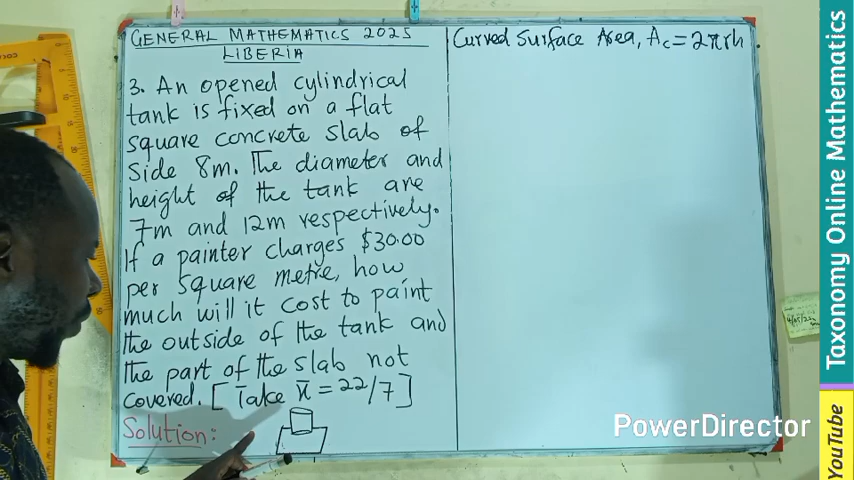 GENERAL MATHEMATICS 2025
LIBERIA
3. An opened cylindrical
tank is fixed on a flat
square concrete slab of
side 8m. The diameter and
height of the tank are
7m and 12m respectively.
If a painter charges $30.00
per square metre, how
much will it cost to paint
the outside of the tank and
the part of the slab not
covered. [Take π = 22/7]
Solution:
Curved Surface Area, Ac = 2πrh
PowerDirector
Taxonomy Online Mathematics
YouTube